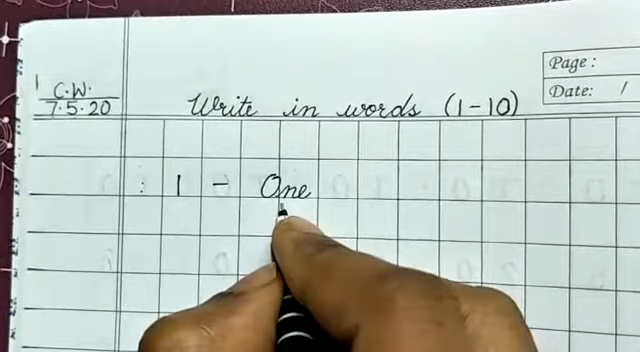 C.W.
7.5.20
Write in words (1-10)
Page :
Date: /
: 1 - One